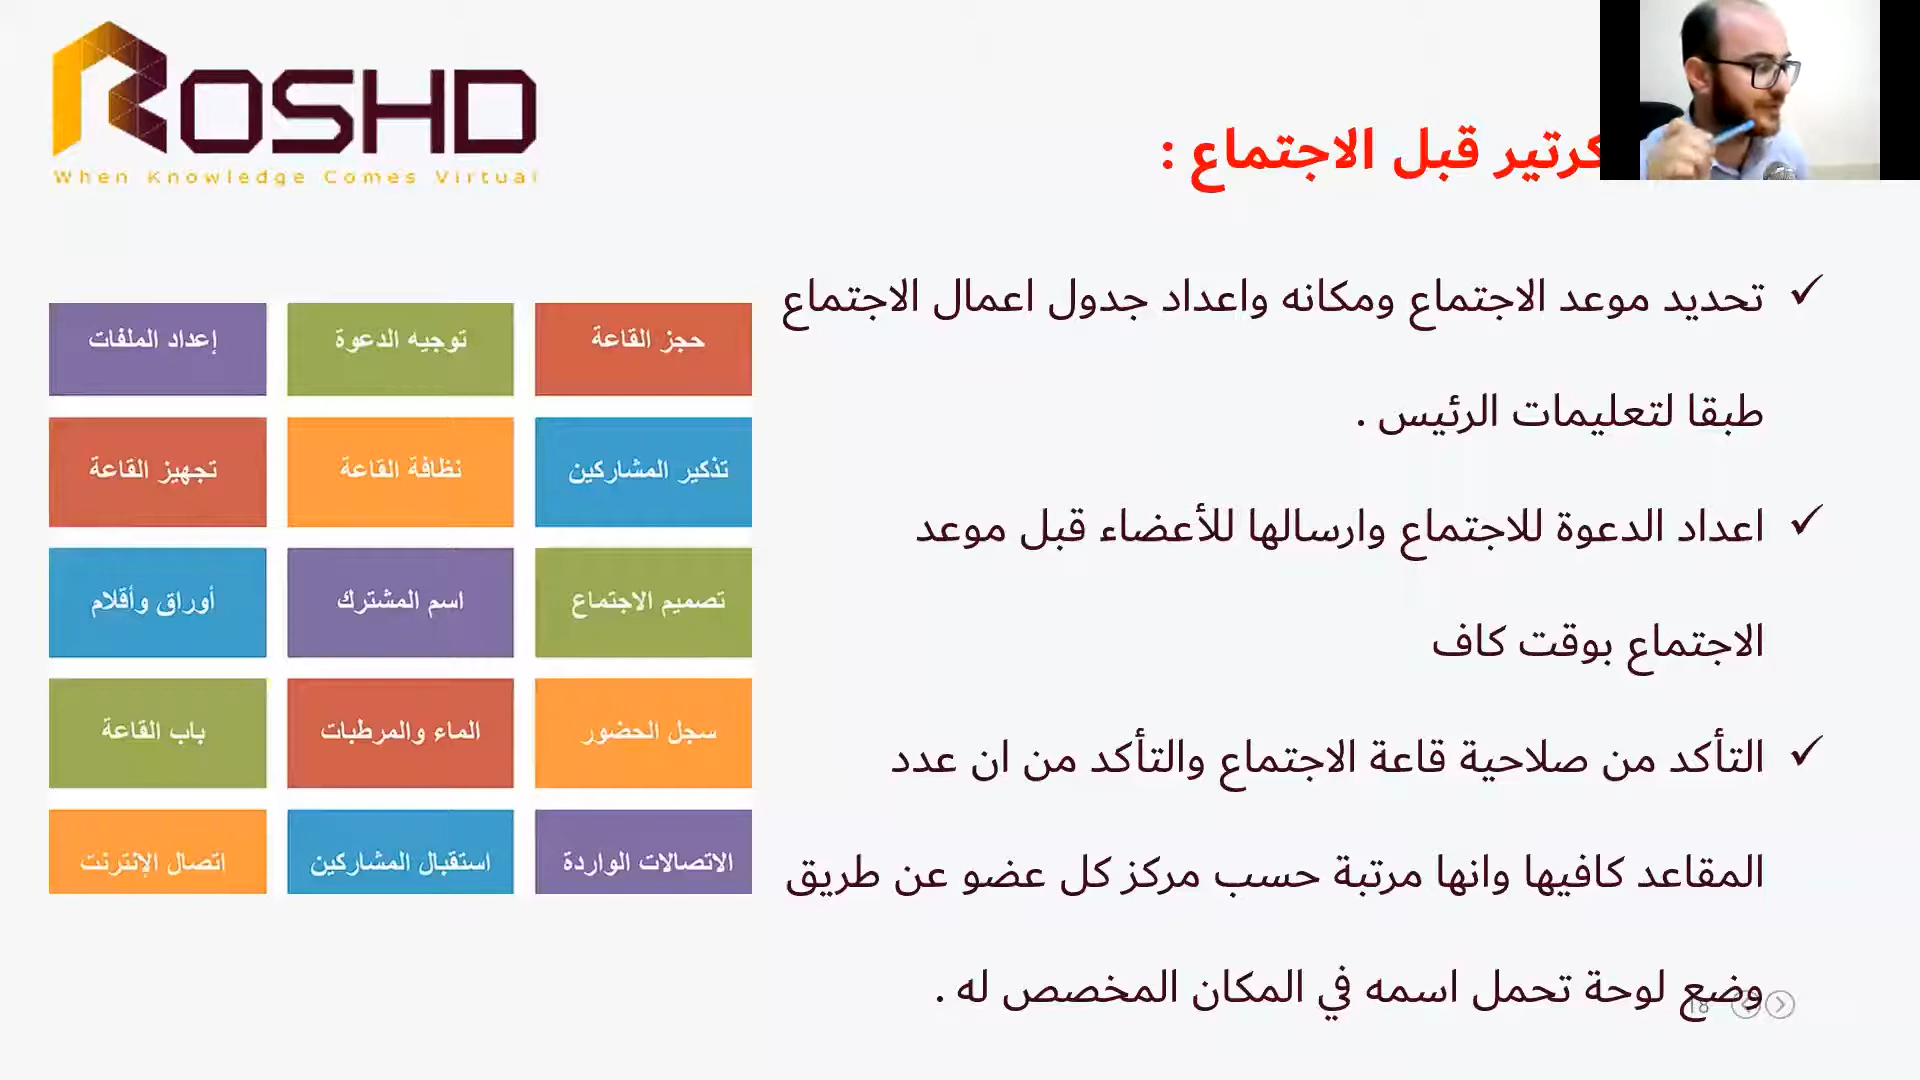 ROSHD
When Knowledge Comes Virtual
قبل الاجتماع :
تحديد موعد الاجتماع ومكانه واعداد جدول اعمال الاجتماع
طبقا لتعليمات الرئيس .
اعداد الدعوة للاجتماع وارسالها للأعضاء قبل موعد
الاجتماع بوقت كاف
التأكد من صلاحية قاعة الاجتماع والتأكد من ان عدد
المقاعد كافيها وانها مرتبة حسب مركز كل عضو عن طريق
وضع لوحة تحمل اسمه في المكان المخصص له .
حجز القاعة
توجيه الدعوة
إعداد الملفات
تذكير المشاركين
نظافة القاعة
تجهيز القاعة
تصميم الاجتماع
اسم المشترك
أوراق وأقلام
سجل الحضور
الماء والمرطبات
باب القاعة
الاتصالات الواردة
استقبال المشاركين
اتصال الإنترنت
18